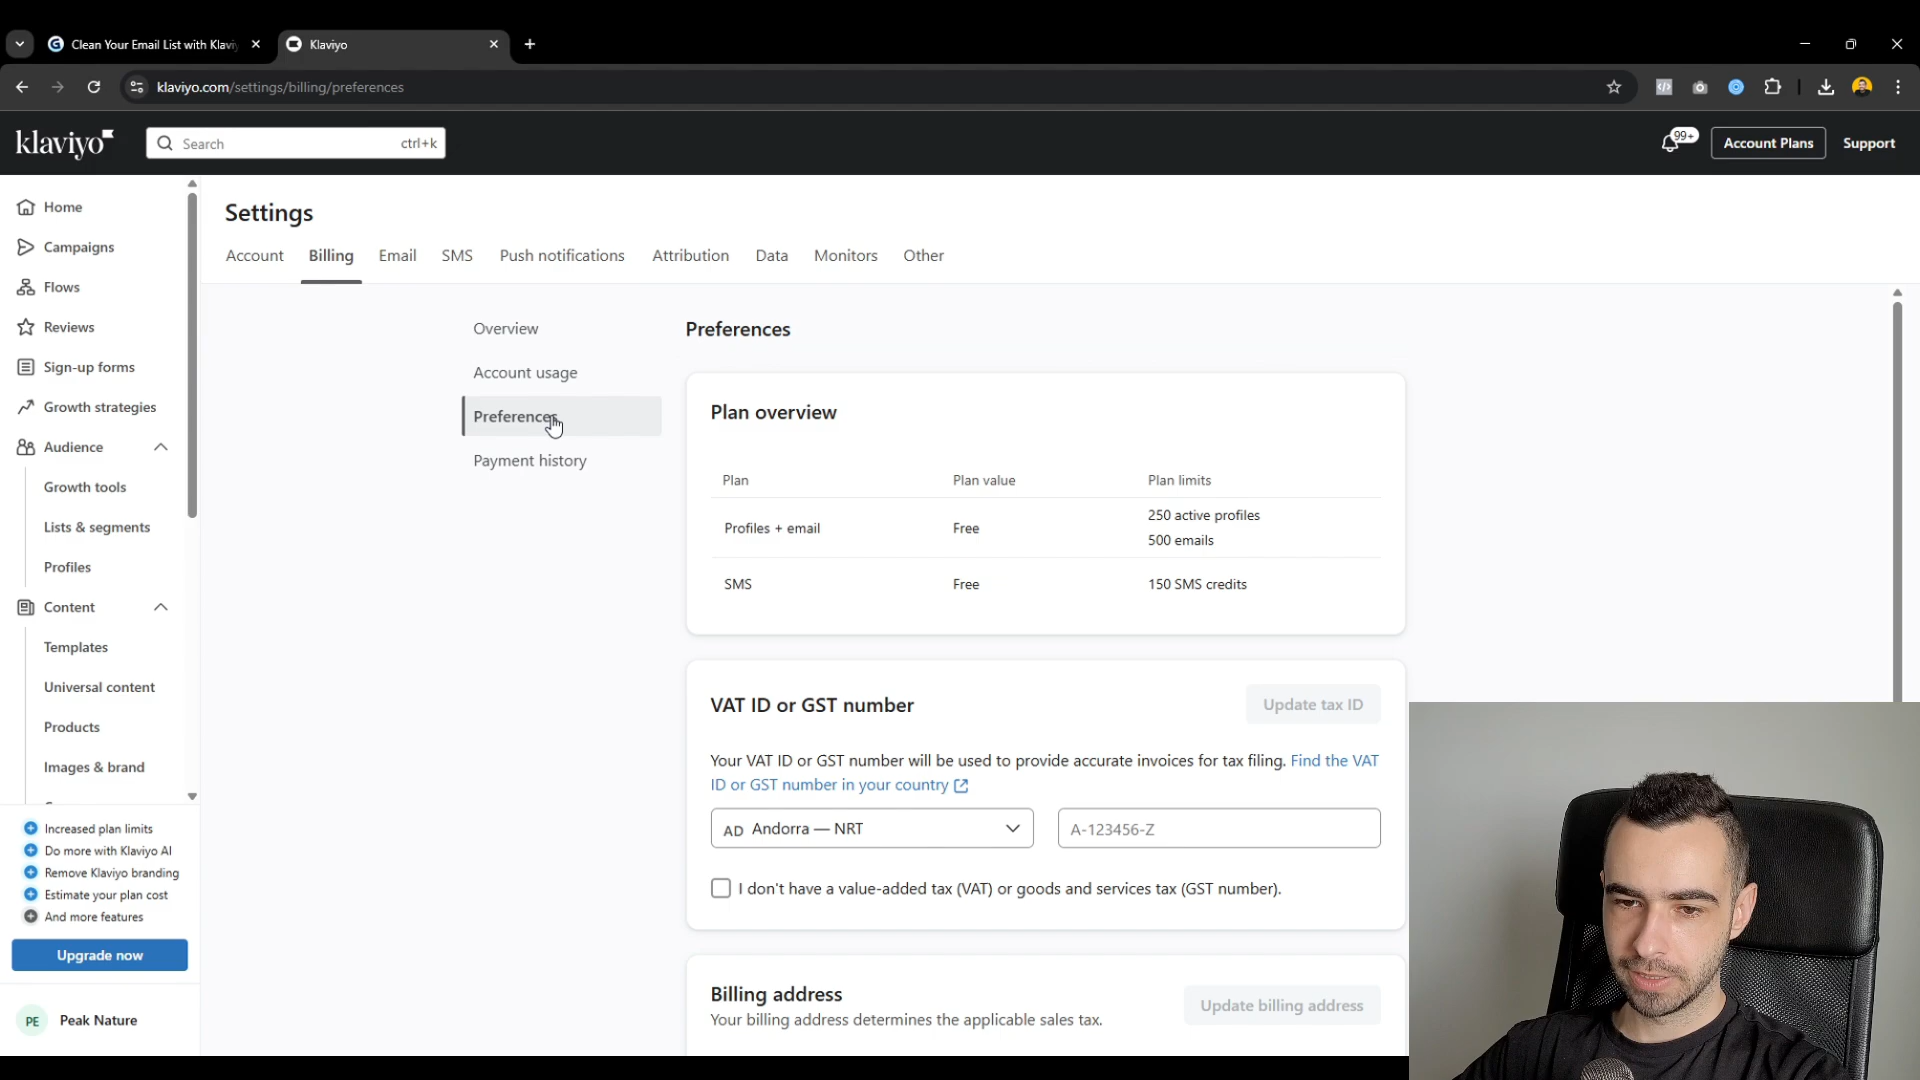 Clean Your Email List with Klavi
Klaviyo
klaviyo.com/settings/billing/preferences
klaviyo
Search
ctrl+k
99+
Account Plans
Support
Home
Campaigns
Flows
Reviews
Sign-up forms
Growth strategies
Audience
Growth tools
Lists & segments
Profiles
Content
Templates
Universal content
Products
Images & brand
Increased plan limits
Do more with Klaviyo AI
Remove Klaviyo branding
Estimate your plan cost
And more features
Upgrade now
PE
Peak Nature
Settings
Account
Billing
Email
SMS
Push notifications
Attribution
Data
Monitors
Other
Overview
Account usage
Preferences
Payment history
Preferences
Plan overview
Plan
Plan value
Plan limits
Profiles + email
Free
250 active profiles
500 emails
SMS
Free
150 SMS credits
VAT ID or GST number
Update tax ID
Your VAT ID or GST number will be used to provide accurate invoices for tax filing. Find the VAT
ID or GST number in your country
AD Andorra — NRT
A-123456-Z
I don't have a value-added tax (VAT) or goods and services tax (GST number).
Billing address
Update billing address
Your billing address determines the applicable sales tax.